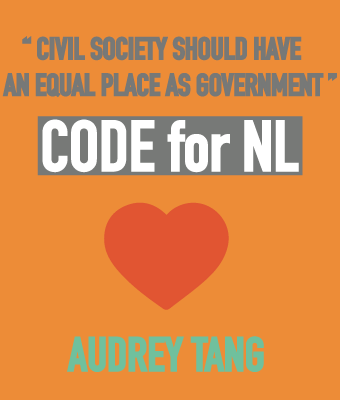 “ CIVIL SOCIETY SHOULD HAVE
AN EQUAL PLACE AS GOVERNMENT ”
CODE for NL
AUDREY TANG